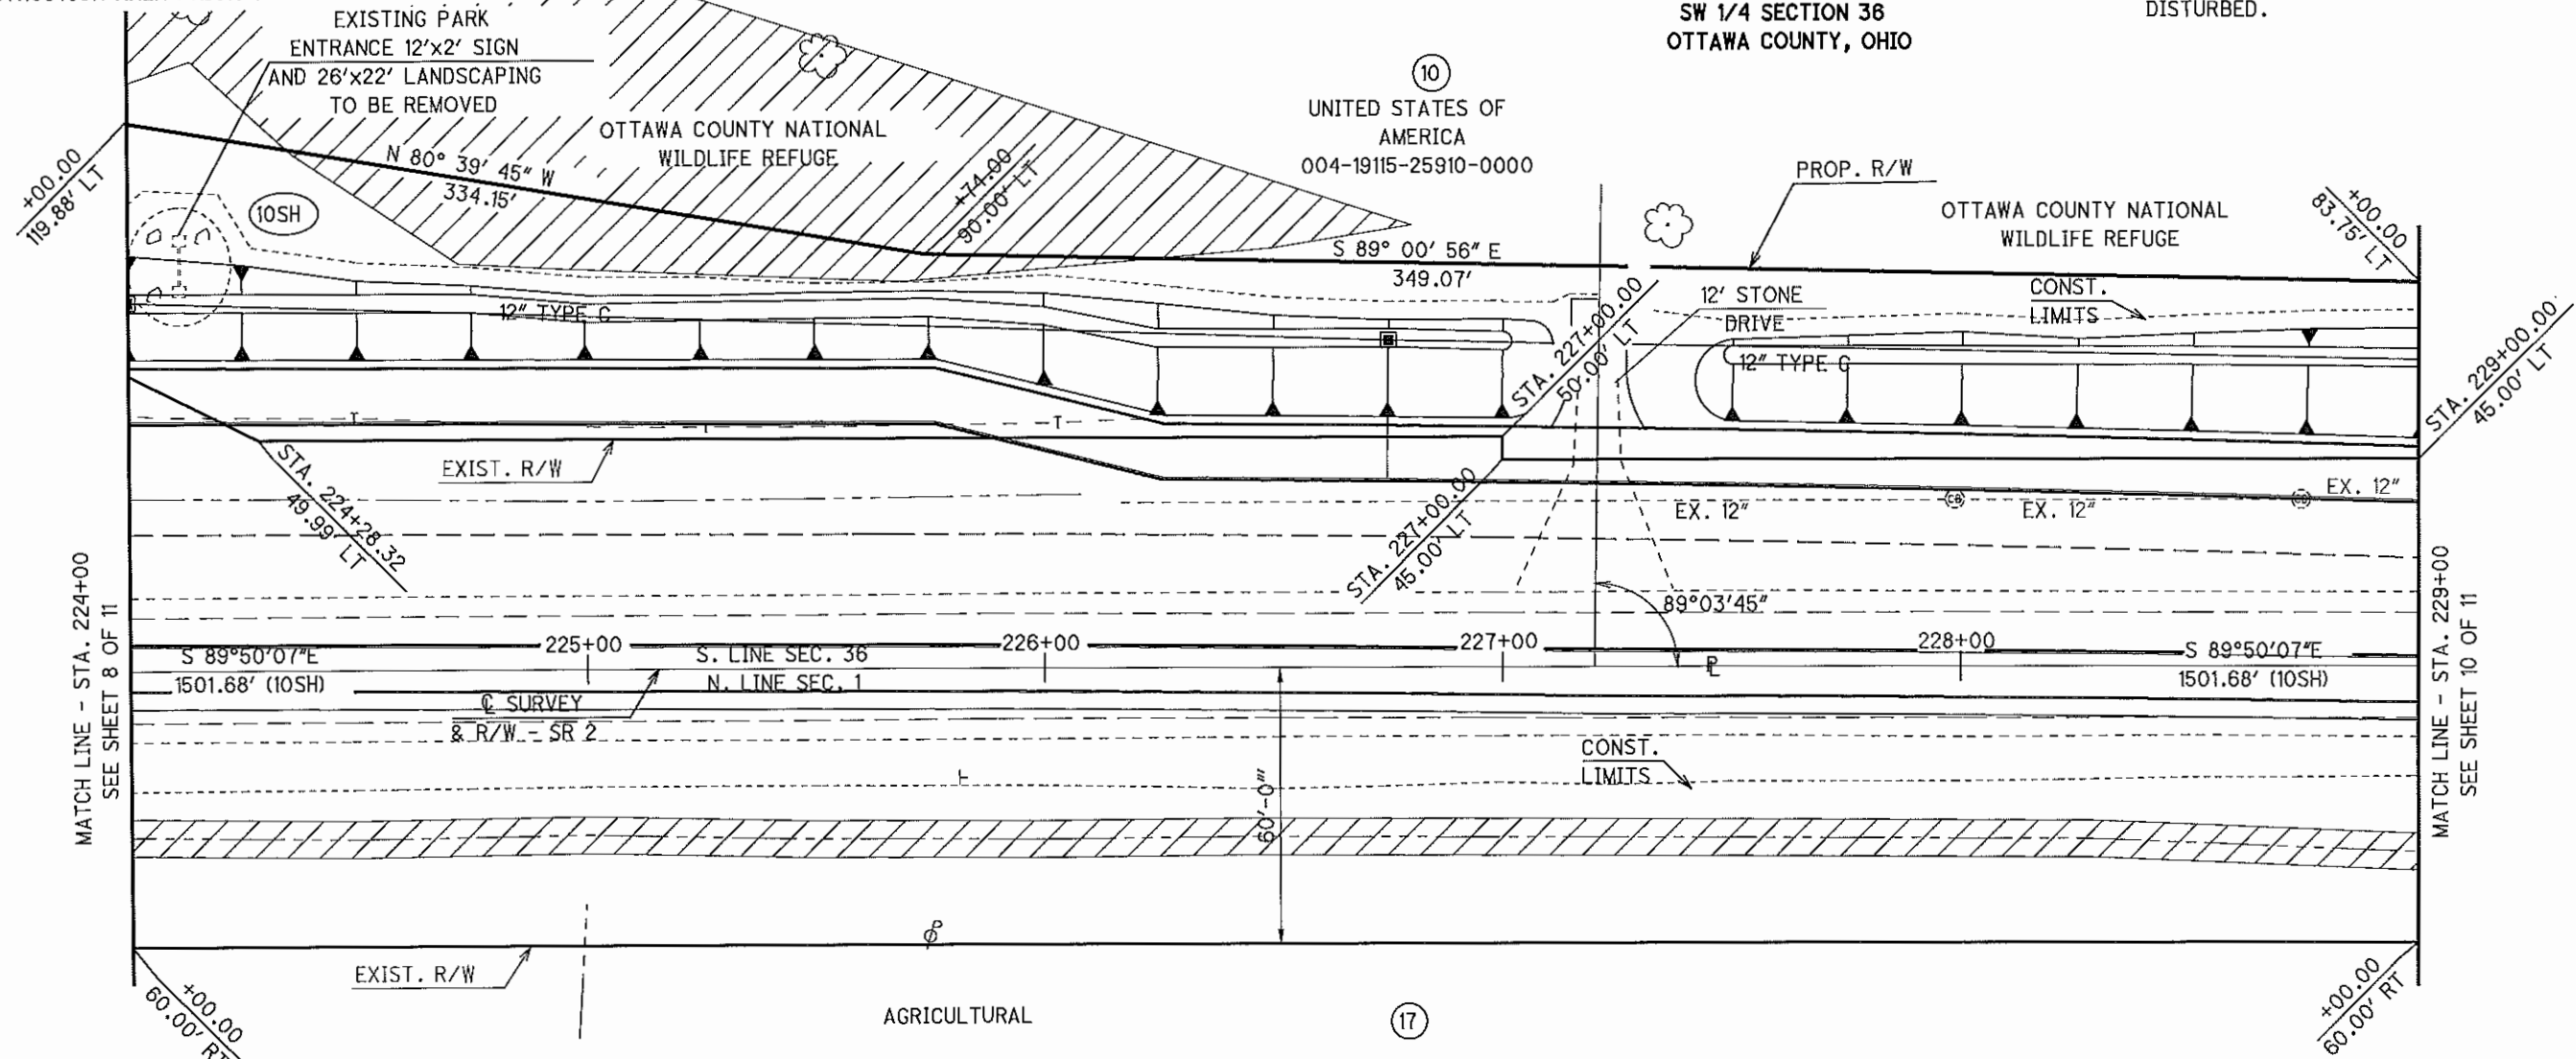 EXISTING PARK
ENTRANCE 12'x2' SIGN
AND 26'x22' LANDSCAPING
TO BE REMOVED
SW 1/4 SECTION 36
OTTAWA COUNTY, OHIO
DISTURBED.
10
UNITED STATES OF
AMERICA
004-19115-25910-0000
OTTAWA COUNTY NATIONAL
WILDLIFE REFUGE
N 80° 39' 45" W
334.15'
+74.00
90.00' LT
+00.00
119.88' LT
10SH
PROP. R/W
OTTAWA COUNTY NATIONAL
WILDLIFE REFUGE
+00.00
83.75' LT
S 89° 00' 56" E
349.07'
12' STONE
DRIVE
CONST.
LIMITS
12" TYPE C
12" TYPE C
STA. 227+00.00
50.00' LT
STA. 229+00.00
45.00' LT
T
T
T
EXIST. R/W
STA. 224+28.32
49.99' LT
STA. 227+00.00
45.00' LT
EX. 12"
CB
EX. 12"
CB
EX. 12"
89°03'45"
MATCH LINE - STA. 224+00
SEE SHEET 8 OF 11
MATCH LINE - STA. 229+00
SEE SHEET 10 OF 11
225+00
226+00
227+00
228+00
S 89°50'07"E
1501.68' (10SH)
S. LINE SEC. 36
N. LINE SEC. 1
PL
S 89°50'07"E
1501.68' (10SH)
CL SURVEY
& R/W - SR 2
CONST.
LIMITS
T
60'-0"
P
EXIST. R/W
AGRICULTURAL
17
+00.00
60.00' RT
+00.00
60.00' RT